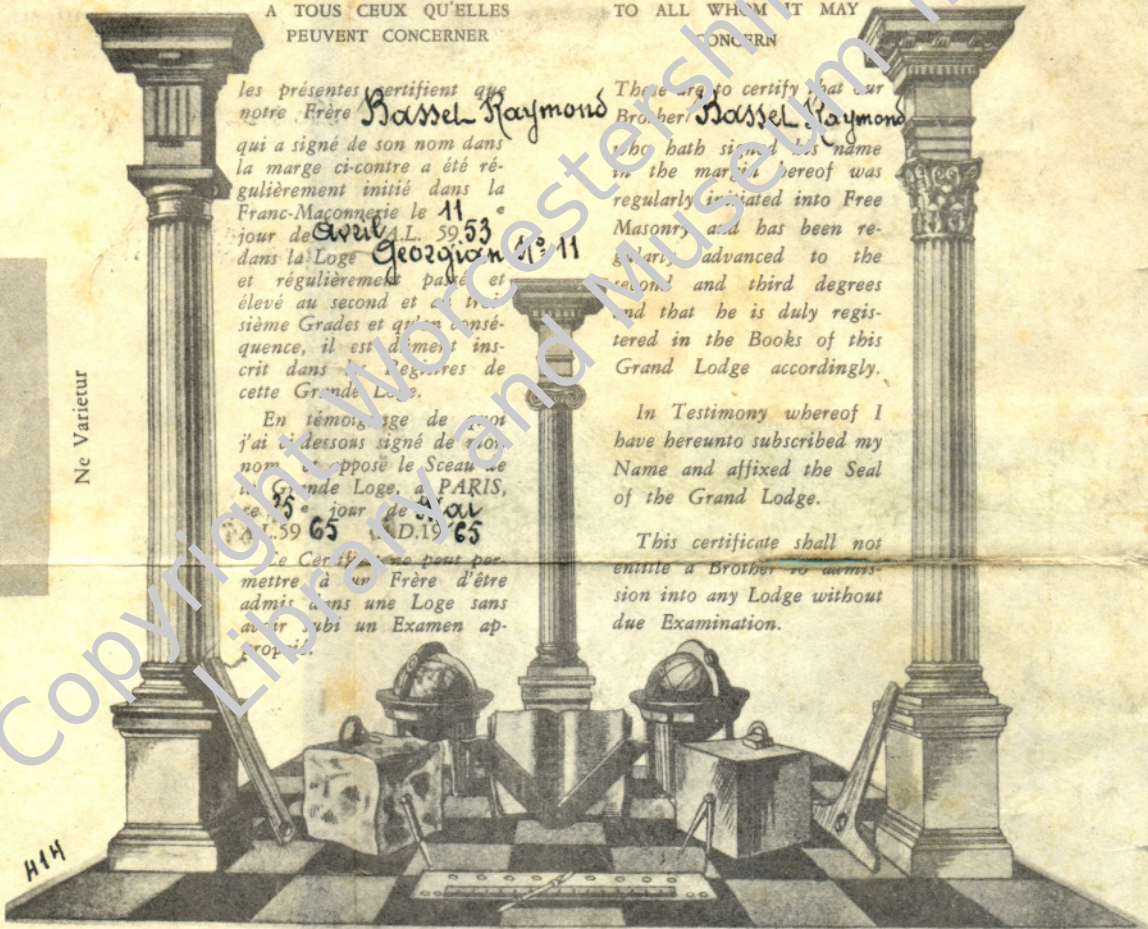 A TOUS CEUX QU'ELLES
PEUVENT CONCERNER
les présentes certifient que
notre Frère Bassel Raymond
qui a signé de son nom dans
la marge ci-contre a été ré-
gulièrement initié dans la
Franc-Maçonnerie le 11 e
jour de avril A.L. 59 53
dans la Loge Georgian N° 11
et régulièrement passé et
élevé au second et au troi-
sième Grades et qu'en consé-
quence, il est dûment ins-
crit dans les Registres de
cette Grande Loge.
En témoignage de quoi
j'ai ci-dessous signé de mon
nom et apposé le Sceau de
la Grande Loge, à PARIS,
ce e jour de Mai
A.L. 59 65 A.D. 19 65
Ce Certificat ne peut per-
mettre à un Frère d'être
admis dans une Loge sans
avoir subi un Examen ap-
proprié.
TO ALL WHOM IT MAY
CONCERN
These are to certify that our
Brother Bassel Raymond
who hath signed his name
in the margin hereof was
regularly initiated into Free
Masonry and has been re-
gularly advanced to the
second and third degrees
and that he is duly regis-
tered in the Books of this
Grand Lodge accordingly.
In Testimony whereof I
have hereunto subscribed my
Name and affixed the Seal
of the Grand Lodge.
This certificate shall not
entitle a Brother to admis-
sion into any Lodge without
due Examination.
Ne Varietur
414
Copyright Worcestershi
Library and Museum